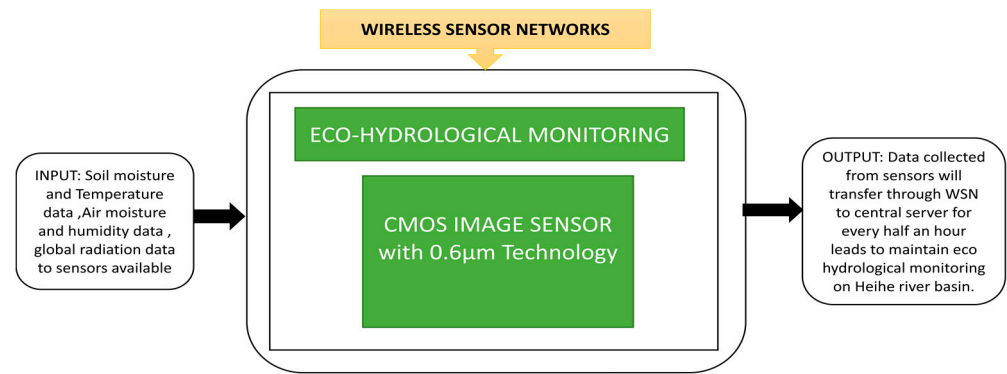 WIRELESS SENSOR NETWORKS
ECO-HYDROLOGICAL MONITORING
INPUT: Soil moisture
and Temperature
data ,Air moisture
and humidity data ,
global radiation data
to sensors available
CMOS IMAGE SENSOR
with 0.6µm Technology
OUTPUT: Data collected
from sensors will
transfer through WSN
to central server for
every half an hour
leads to maintain eco
hydrological monitoring
on Heihe river basin.